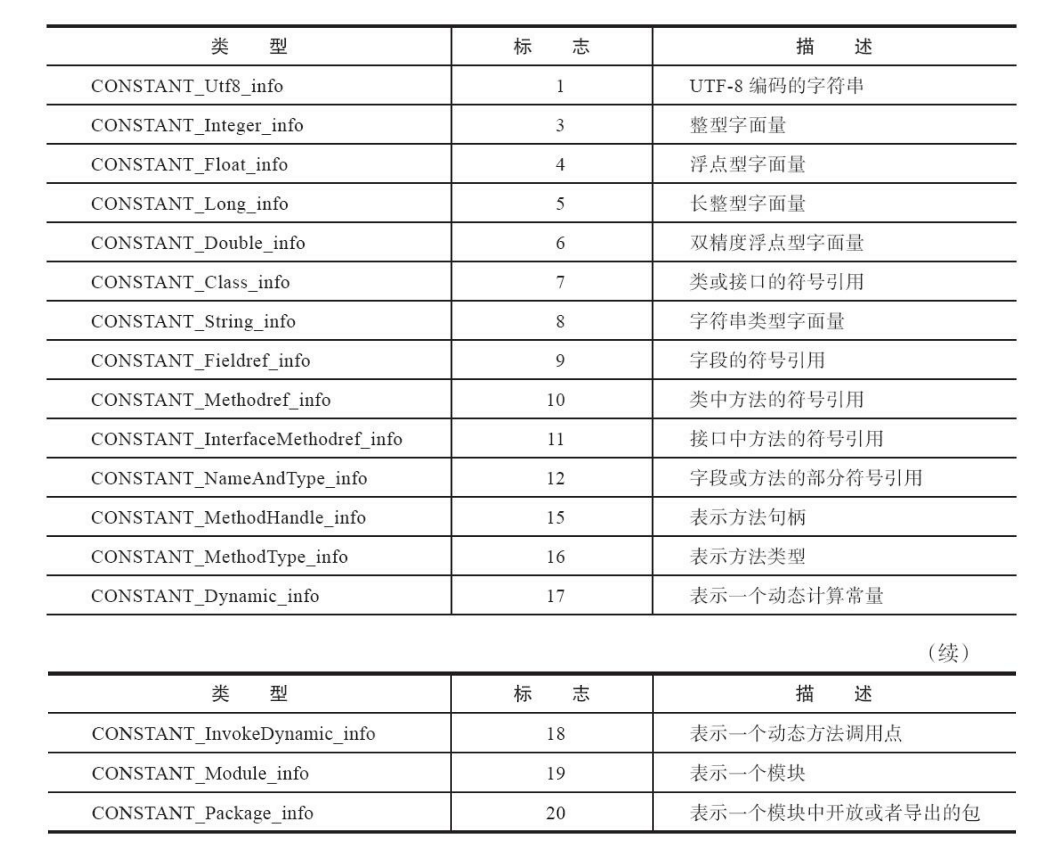 类 型 标 志 描 述
CONSTANT_Utf8_info 1 UTF-8 编码的字符串
CONSTANT_Integer_info 3 整型字面量
CONSTANT_Float_info 4 浮点型字面量
CONSTANT_Long_info 5 长整型字面量
CONSTANT_Double_info 6 双精度浮点型字面量
CONSTANT_Class_info 7 类或接口的符号引用
CONSTANT_String_info 8 字符串类型字面量
CONSTANT_Fieldref_info 9 字段的符号引用
CONSTANT_Methodref_info 10 类中方法的符号引用
CONSTANT_InterfaceMethodref_info 11 接口中方法的符号引用
CONSTANT_NameAndType_info 12 字段或方法的部分符号引用
CONSTANT_MethodHandle_info 15 表示方法句柄
CONSTANT_MethodType_info 16 表示方法类型
CONSTANT_Dynamic_info 17 表示一个动态计算常量
（续）
类 型 标 志 描 述
CONSTANT_InvokeDynamic_info 18 表示一个动态方法调用点
CONSTANT_Module_info 19 表示一个模块
CONSTANT_Package_info 20 表示一个模块中开放或者导出的包